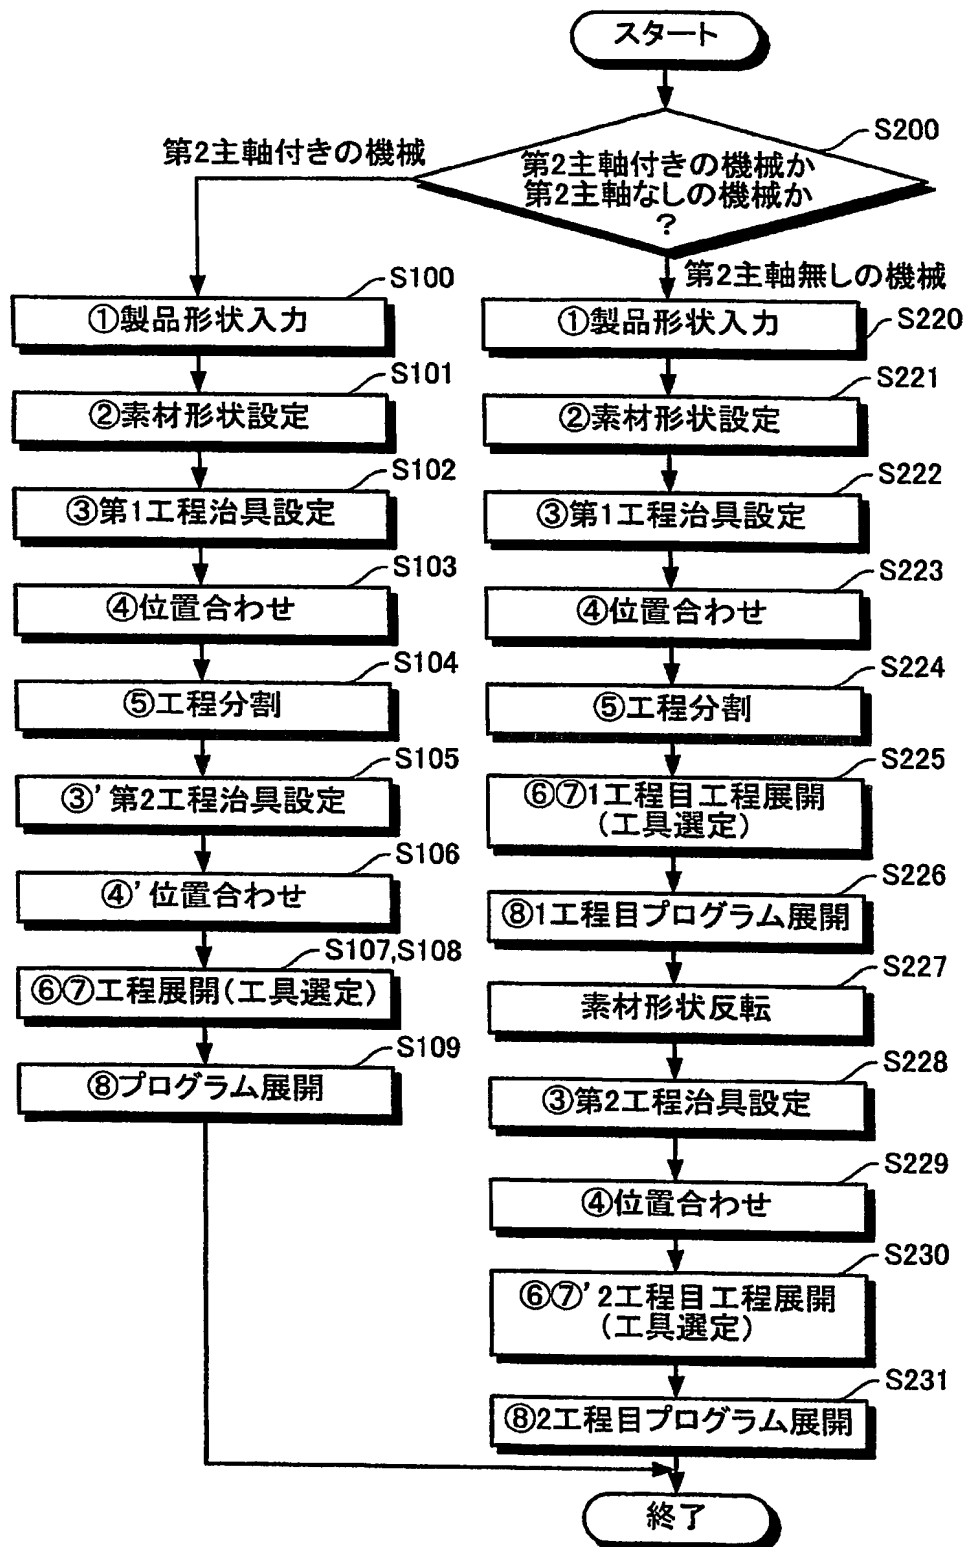 スタート
S200
第2主軸付きの機械か
第2主軸なしの機械か
?
第2主軸付きの機械
第2主軸無しの機械
S100
①製品形状入力
S101
②素材形状設定
S102
③第1工程治具設定
S103
④位置合わせ
S104
⑤工程分割
S105
③'第2工程治具設定
S106
④'位置合わせ
S107,S108
⑥⑦工程展開(工具選定)
S109
⑧プログラム展開
S220
①製品形状入力
S221
②素材形状設定
S222
③第1工程治具設定
S223
④位置合わせ
S224
⑤工程分割
S225
⑥⑦1工程目工程展開
(工具選定)
S226
⑧1工程目プログラム展開
S227
素材形状反転
S228
③第2工程治具設定
S229
④位置合わせ
S230
⑥⑦'2工程目工程展開
(工具選定)
S231
⑧2工程目プログラム展開
終了